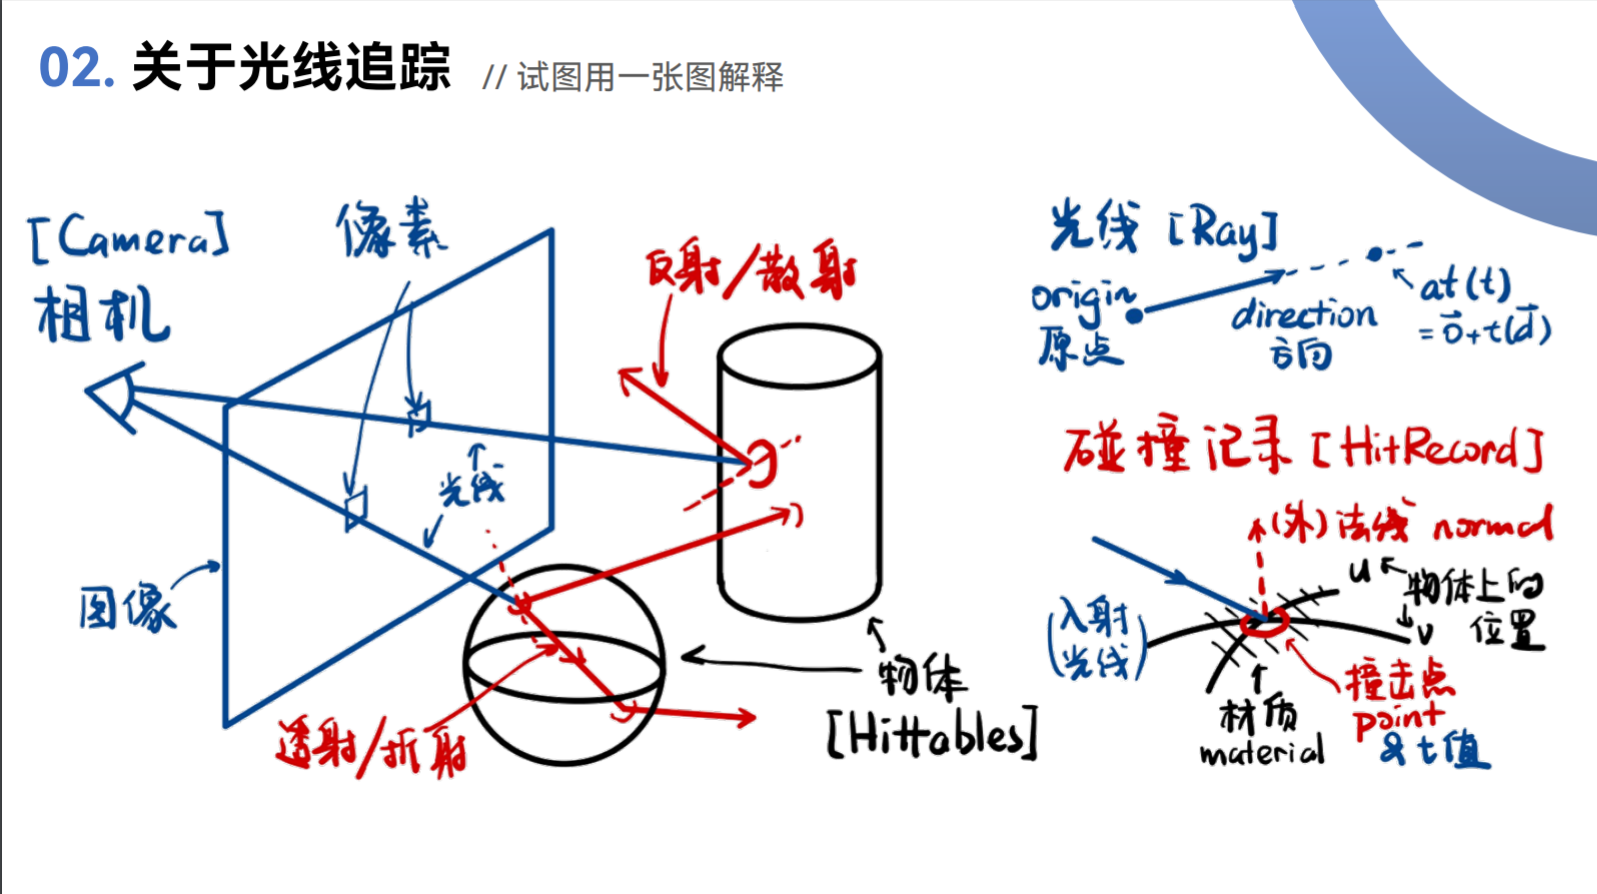 02. 关于光线追踪 // 试图用一张图解释
[Camera]
相机
像素
反射/散射
光线
图像
透射/折射
物体
[Hittables]
光线 [Ray]
origin
原点
direction
方向
at(t)
= o⃗+t(d⃗)
碰撞记录 [HitRecord]
(外)法线 normal
(入射
光线)
u
v
物体上的
位置
材质
material
撞击点
point
& t值